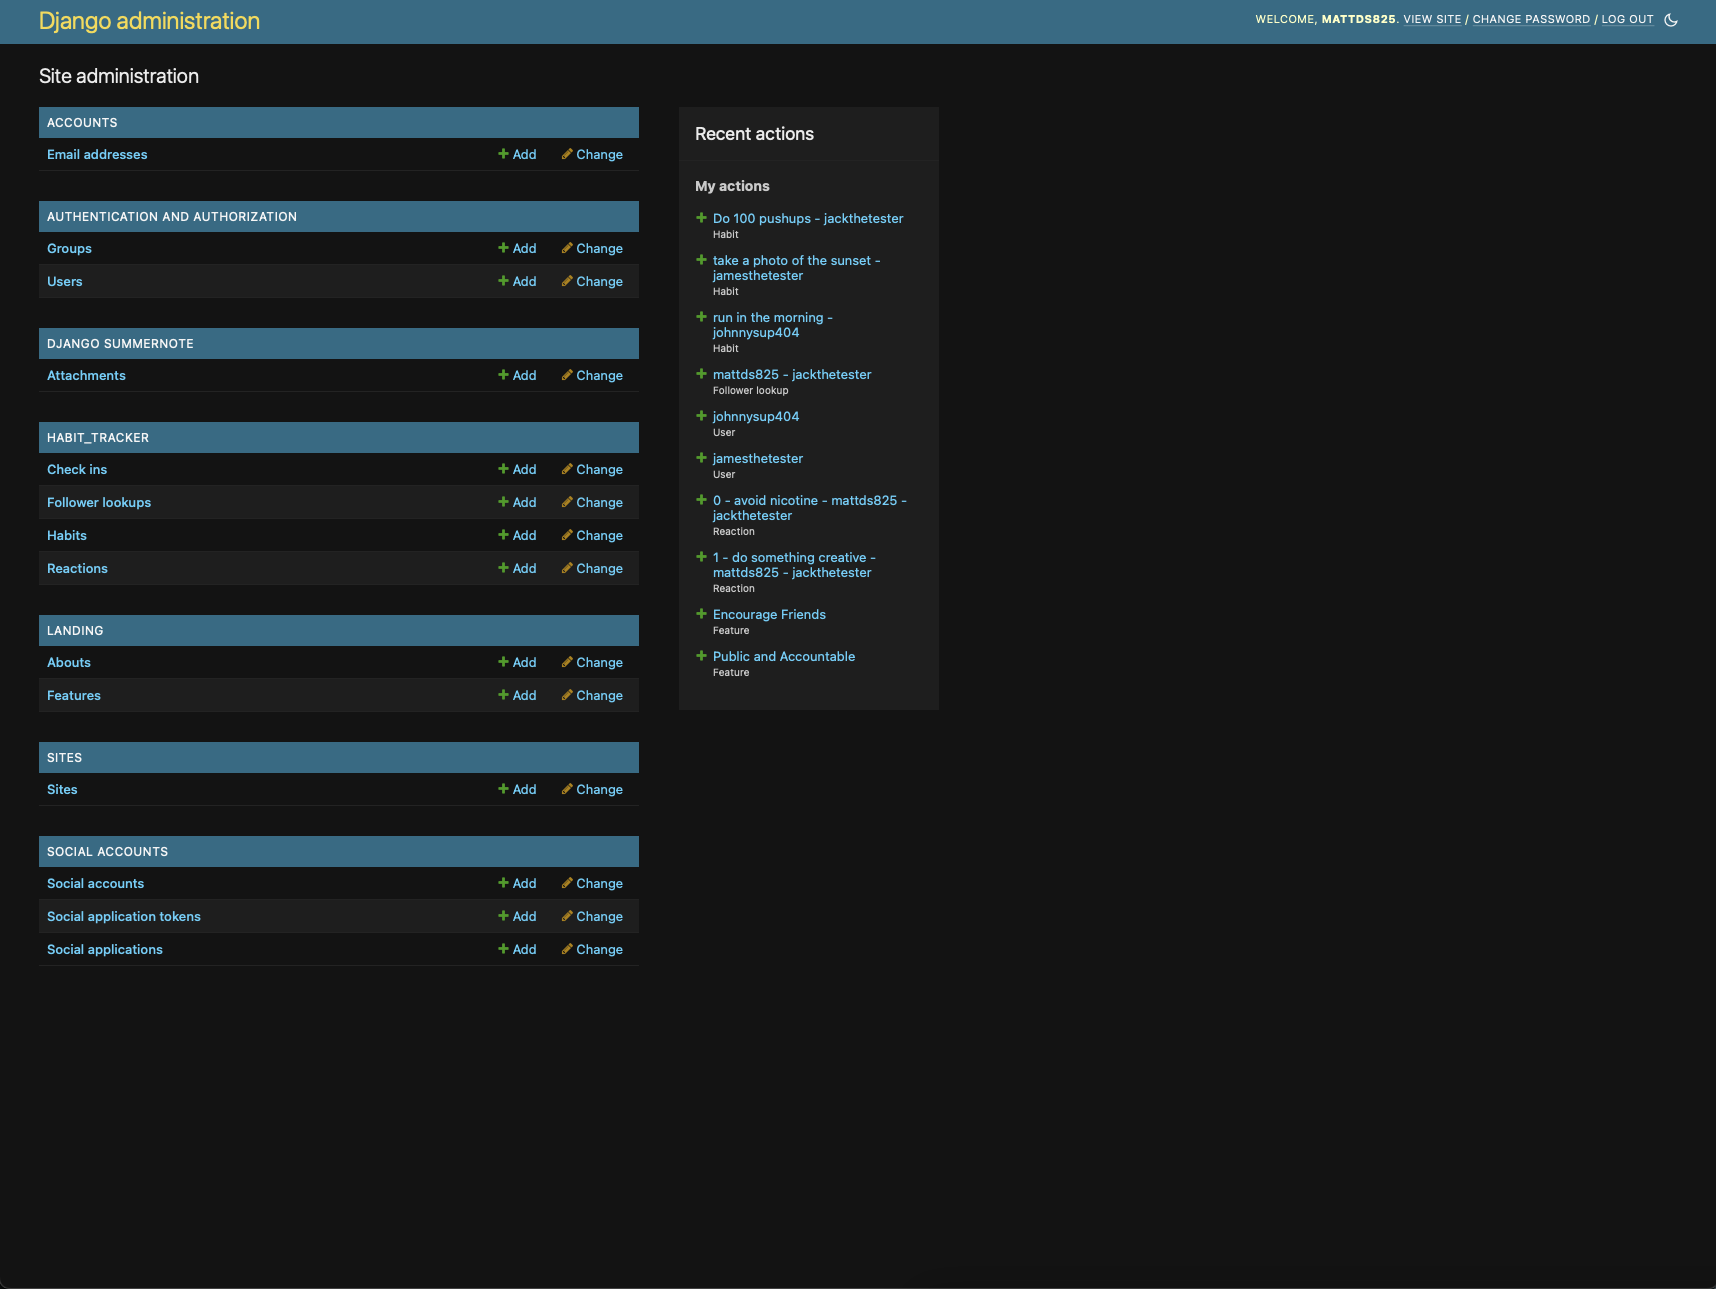 Django administration
WELCOME, MATTDS825. VIEW SITE / CHANGE PASSWORD / LOG OUT
Site administration
ACCOUNTS
Email addresses Add Change
AUTHENTICATION AND AUTHORIZATION
Groups Add Change
Users Add Change
DJANGO SUMMERNOTE
Attachments Add Change
HABIT_TRACKER
Check ins Add Change
Follower lookups Add Change
Habits Add Change
Reactions Add Change
LANDING
Abouts Add Change
Features Add Change
SITES
Sites Add Change
SOCIAL ACCOUNTS
Social accounts Add Change
Social application tokens Add Change
Social applications Add Change
Recent actions
My actions
Do 100 pushups - jackthetester
Habit
take a photo of the sunset -
jamesthetester
Habit
run in the morning -
johnnysup404
Habit
mattds825 - jackthetester
Follower lookup
johnnysup404
User
jamesthetester
User
0 - avoid nicotine - mattds825 -
jackthetester
Reaction
1 - do something creative -
mattds825 - jackthetester
Reaction
Encourage Friends
Feature
Public and Accountable
Feature